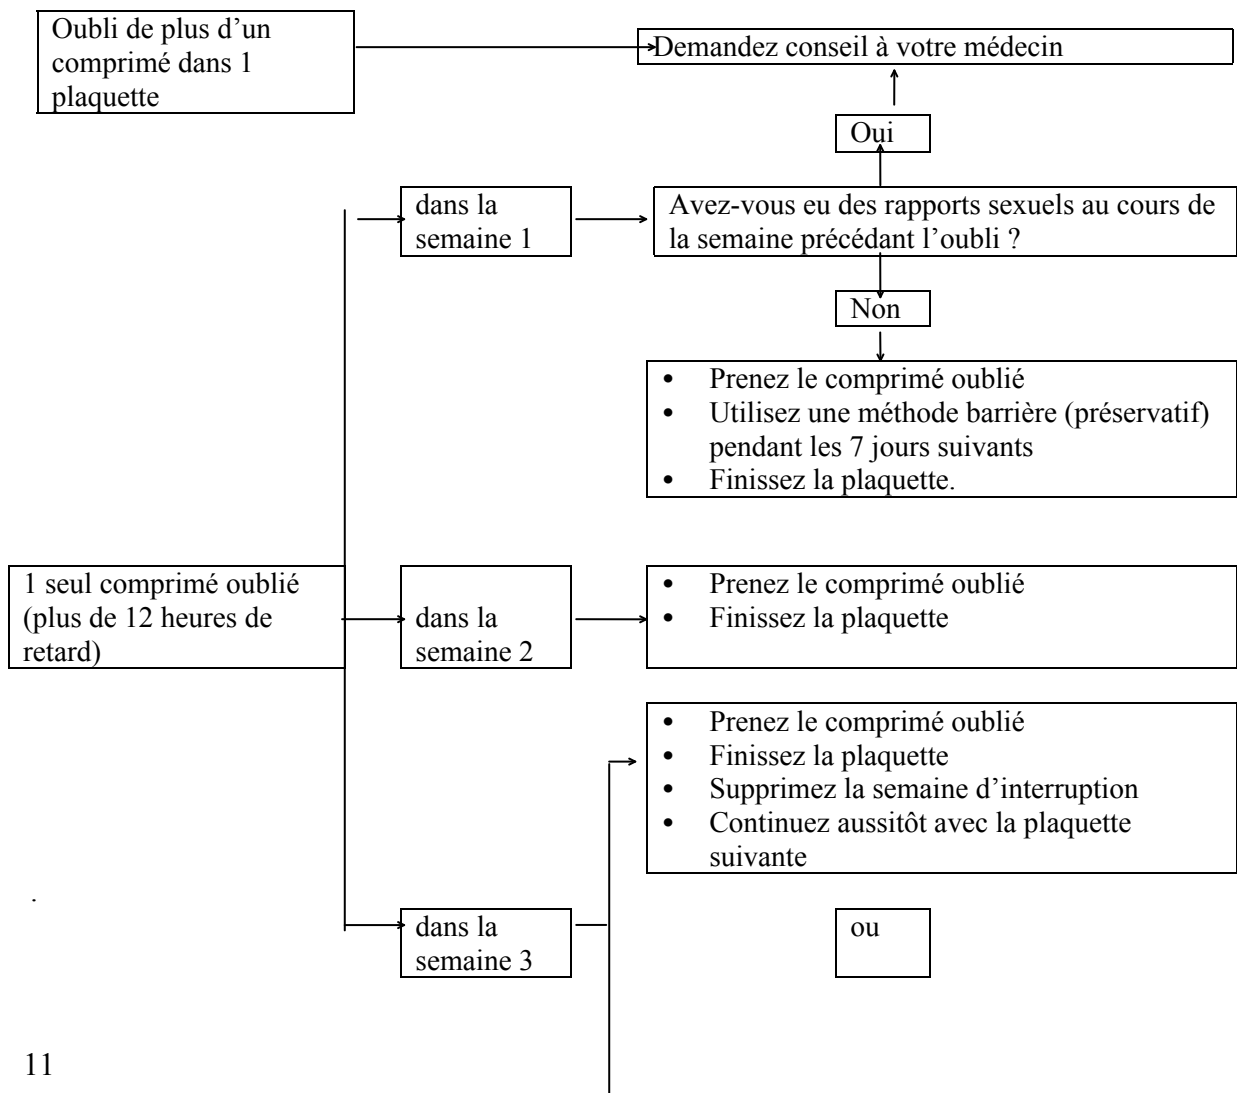 Oubli de plus d’un
comprimé dans 1
plaquette
Demandez conseil à votre médecin
Oui
dans la
semaine 1
Avez-vous eu des rapports sexuels au cours de
la semaine précédant l’oubli ?
Non
• Prenez le comprimé oublié
• Utilisez une méthode barrière (préservatif)
pendant les 7 jours suivants
• Finissez la plaquette.
1 seul comprimé oublié
(plus de 12 heures de
retard)
dans la
semaine 2
• Prenez le comprimé oublié
• Finissez la plaquette
• Prenez le comprimé oublié
• Finissez la plaquette
• Supprimez la semaine d’interruption
• Continuez aussitôt avec la plaquette
suivante
.
dans la
semaine 3
ou
11